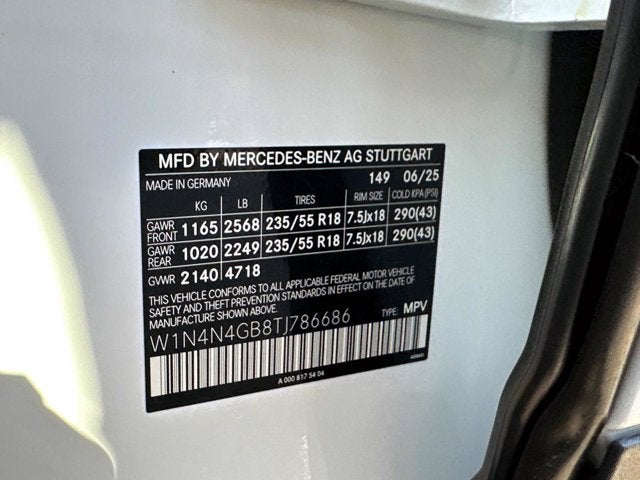 MFD BY MERCEDES-BENZ AG STUTTGART
MADE IN GERMANY 149 06/25
KG LB TIRES RIM SIZE COLD KPA (PSI)
GAWR FRONT 1165 2568 235/55 R18 7.5Jx18 290(43)
GAWR REAR 1020 2249 235/55 R18 7.5Jx18 290(43)
GVWR 2140 4718
THIS VEHICLE CONFORMS TO ALL APPLICABLE FEDERAL MOTOR VEHICLE
SAFETY AND THEFT PREVENTION STANDARDS IN EFFECT ON THE DATE OF
MANUFACTURE SHOWN ABOVE.
W1N4N4GB8TJ786686 TYPE: MPV
A 000 817 54 04